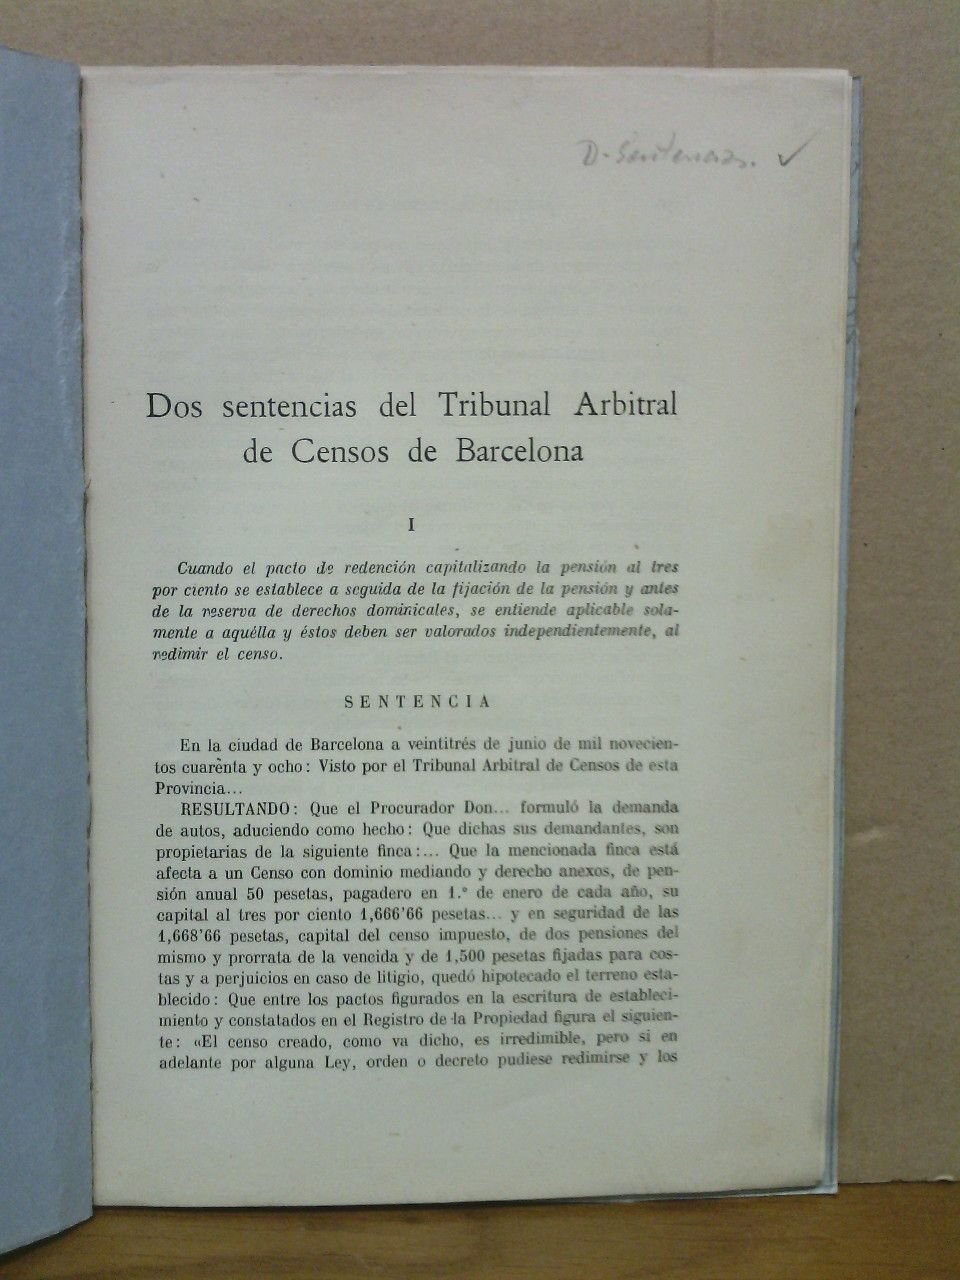 D-Sentencias. ✓
Dos sentencias del Tribunal Arbitral
de Censos de Barcelona
I
Cuando el pacto de redención capitalizando la pensión al tres
por ciento se establece a seguida de la fijación de la pensión y antes
de la reserva de derechos dominicales, se entiende aplicable sola-
mente a aquélla y éstos deben ser valorados independientemente, al
redimir el censo.
SENTENCIA
En la ciudad de Barcelona a veintitrés de junio de mil novecien-
tos cuarenta y ocho: Visto por el Tribunal Arbitral de Censos de esta
Provincia...
RESULTANDO: Que el Procurador Don... formuló la demanda
de autos, aduciendo como hecho: Que dichas sus demandantes, son
propietarias de la siguiente finca:... Que la mencionada finca está
afecta a un Censo con dominio mediando y derecho anexos, de pen-
sión anual 50 pesetas, pagadero en 1.º de enero de cada año, su
capital al tres por ciento 1,666'66 pesetas... y en seguridad de las
1,668'66 pesetas, capital del censo impuesto, de dos pensiones del
mismo y prorrata de la vencida y de 1,500 pesetas fijadas para cos-
tas y a perjuicios en caso de litigio, quedó hipotecado el terreno esta-
blecido: Que entre los pactos figurados en la escritura de estableci-
miento y constatados en el Registro de la Propiedad figura el siguien-
te: «El censo creado, como va dicho, es irredimible, pero si en
adelante por alguna Ley, orden o decreto pudiese redimirse y los